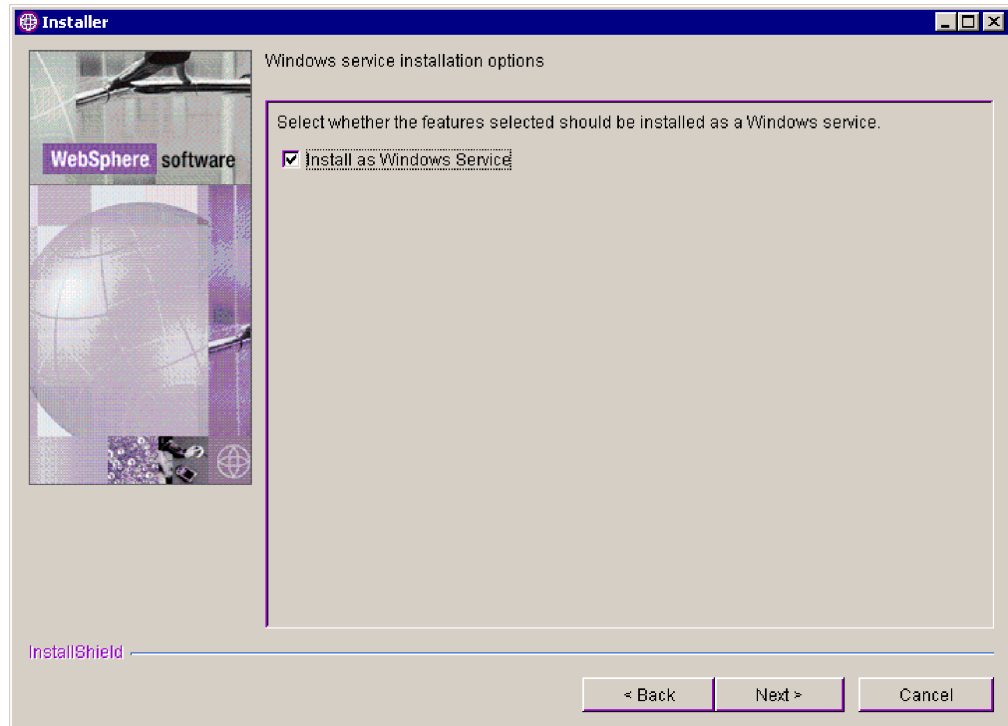 Installer
Windows service installation options
Select whether the features selected should be installed as a Windows service.
Install as Windows Service
WebSphere software
InstallShield
< Back
Next >
Cancel